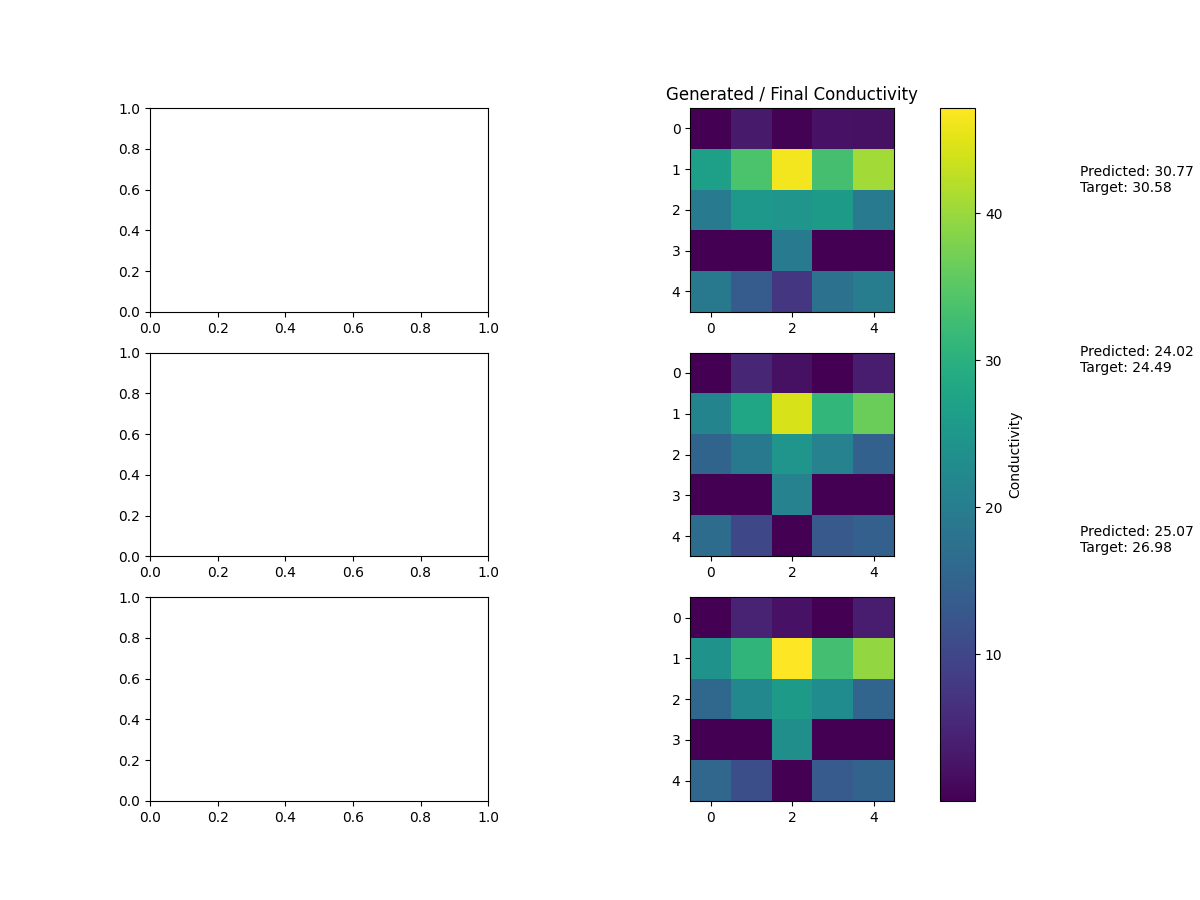 Generated / Final Conductivity
1.0
0.8
0.6
0.4
0.2
0.0
0.0 0.2 0.4 0.6 0.8 1.0
0
1
2
3
4
0 2 4
Predicted: 30.77
Target: 30.58
1.0
0.8
0.6
0.4
0.2
0.0
0.0 0.2 0.4 0.6 0.8 1.0
0
1
2
3
4
0 2 4
Predicted: 24.02
Target: 24.49
1.0
0.8
0.6
0.4
0.2
0.0
0.0 0.2 0.4 0.6 0.8 1.0
0
1
2
3
4
0 2 4
40
30
20
10
Conductivity
Predicted: 25.07
Target: 26.98